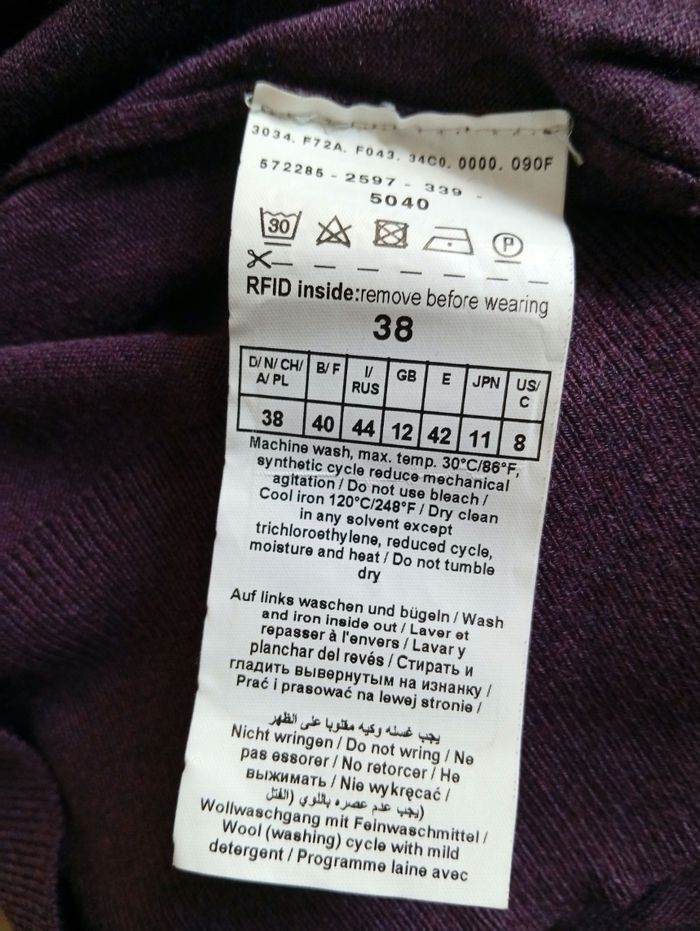 3034. F72A. F043. 34C0. 0000. 090F
572285 - 2597 - 339 -
5040
30 P
RFID inside:remove before wearing
38
D/ N/ CH/ A/ PL B/ F I/ RUS GB E JPN US/ C
38 40 44 12 42 11 8
Machine wash, max. temp. 30°C/86°F,
synthetic cycle reduce mechanical
agitation / Do not use bleach /
Cool iron 120°C/248°F / Dry clean
in any solvent except
trichloroethylene, reduced cycle,
moisture and heat / Do not tumble
dry
Auf links waschen und bügeln / Wash
and iron inside out / Laver et
repasser à l'envers / Lavar y
planchar del revés / Стирать и
гладить вывернутым на изнанку /
Prać i prasować na lewej stronie /
يجب غسله وكيه مقلوبا على الظهر
Nicht wringen / Do not wring / Ne
pas essorer / No retorcer / Не
выжимать / Nie wykręcać /
(يجب عدم عصره باللوي (الفتل
Wollwaschgang mit Feinwaschmittel /
Wool (washing) cycle with mild
detergent / Programme laine avec